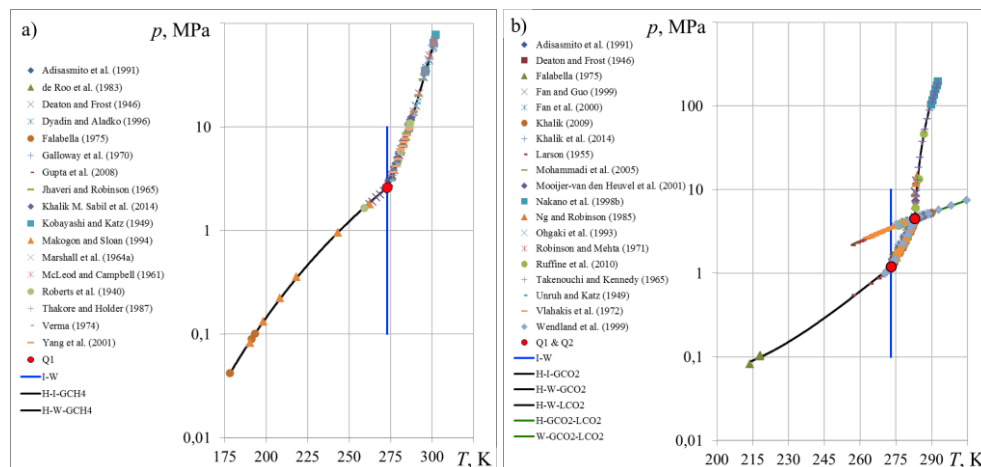 a)
p, MPa
Adisasmito et al. (1991)
de Roo et al. (1983)
Deaton and Frost (1946)
Dyadin and Aladko (1996)
Falabella (1975)
Galloway et al. (1970)
Gupta et al. (2008)
Jhaveri and Robinson (1965)
Khalik M. Sabil et al. (2014)
Kobayashi and Katz (1949)
Makogon and Sloan (1994)
Marshall et al. (1964a)
McLeod and Campbell (1961)
Roberts et al. (1940)
Thakore and Holder (1987)
Verma (1974)
Yang et al. (2001)
Q1
I-W
H-I-GCH4
H-W-GCH4
10
1
0,1
0,01
175 200 225 250 275 300 T, K
b)
p, MPa
Adisasmito et al. (1991)
Deaton and Frost (1946)
Falabella (1975)
Fan and Guo (1999)
Fan et al. (2000)
Khalik (2009)
Khalik et al. (2014)
Larson (1955)
Mohammadi et al. (2005)
Mooijer-van den Heuvel et al. (2001)
Nakano et al. (1998b)
Ng and Robinson (1985)
Ohgaki et al. (1993)
Robinson and Mehta (1971)
Ruffine et al. (2010)
Takenouchi and Kennedy (1965)
Unruh and Katz (1949)
Vlahakis et al. (1972)
Wendland et al. (1999)
Q1 & Q2
I-W
H-I-GCO2
H-W-GCO2
H-W-LCO2
H-GCO2-LCO2
W-GCO2-LCO2
100
10
1
0,1
0,01
200 215 230 245 260 275 290 T, K